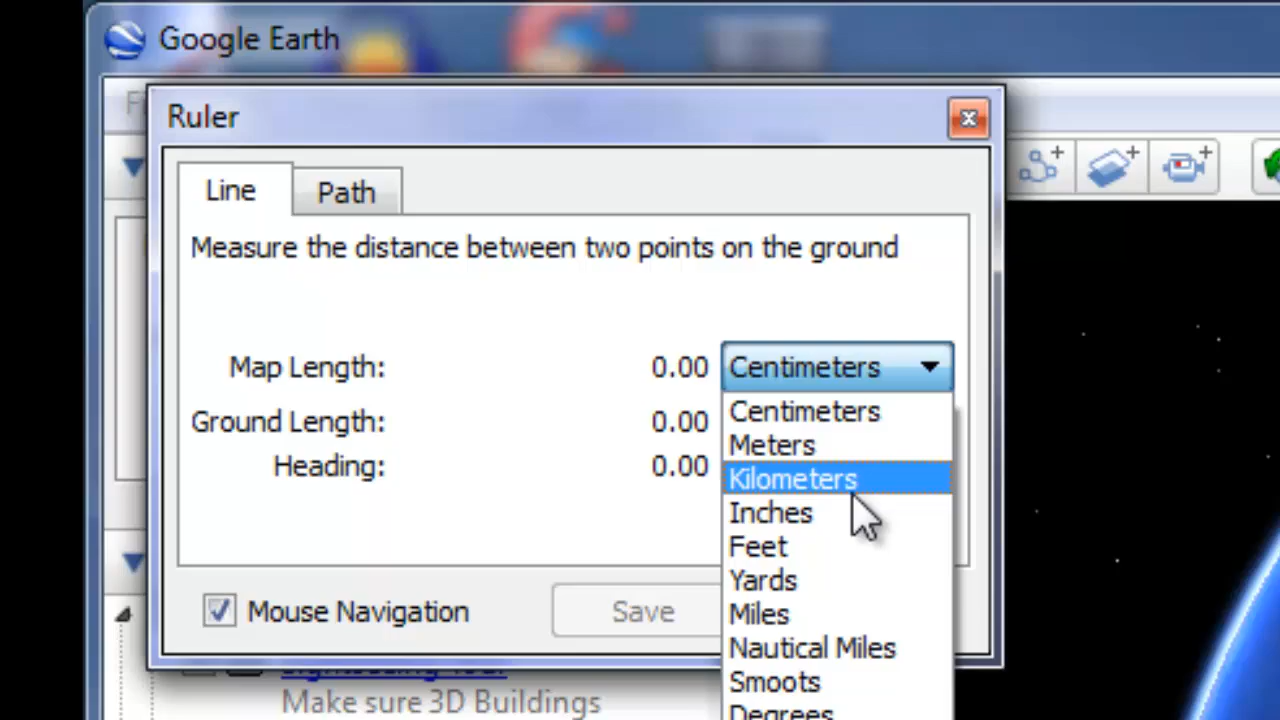 Google Earth
Ruler
Line
Path
Measure the distance between two points on the ground
Map Length:
0.00
Centimeters
Ground Length:
0.00
Heading:
0.00
Centimeters
Meters
Kilometers
Inches
Feet
Yards
Miles
Nautical Miles
Smoots
Degrees
Mouse Navigation
Save
Make sure 3D Buildings